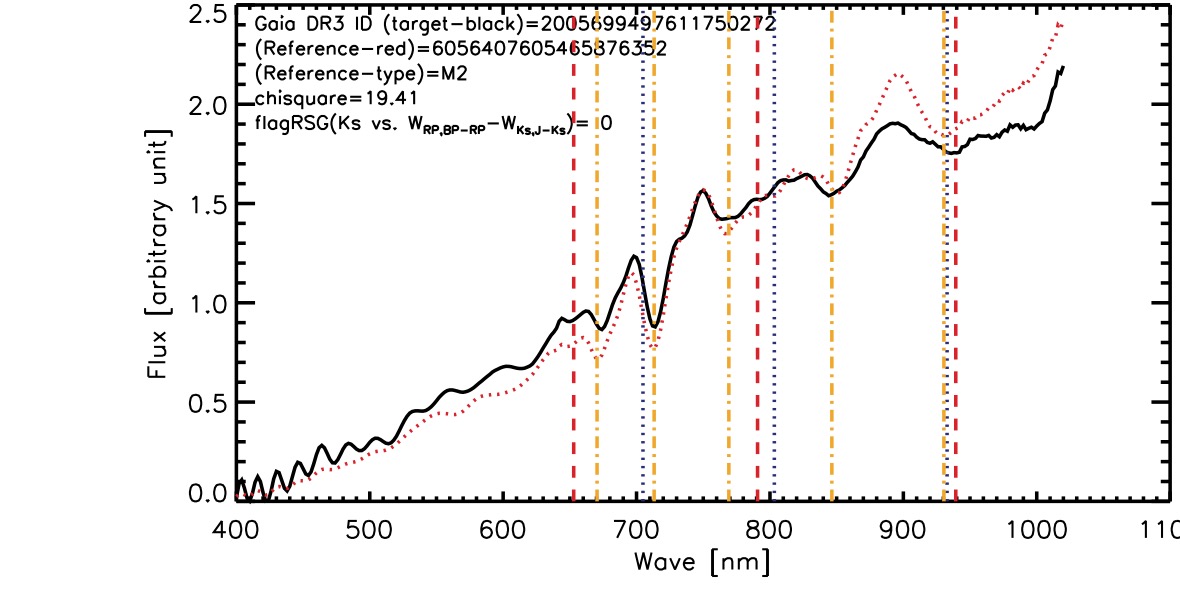 2.5
Gaia DR3 ID (target-black)=2005699497611750272
(Reference-red)=6056407605465876352
(Reference-type)=M2
2.0
chisquare=19.41
flagRSG(Ks vs. WRP,BP-RP-WKs,J-Ks)= 0
1.5
1.0
0.5
0.0
Flux [arbitrary unit]
400 500 600 700 800 900 1000 110
Wave [nm]